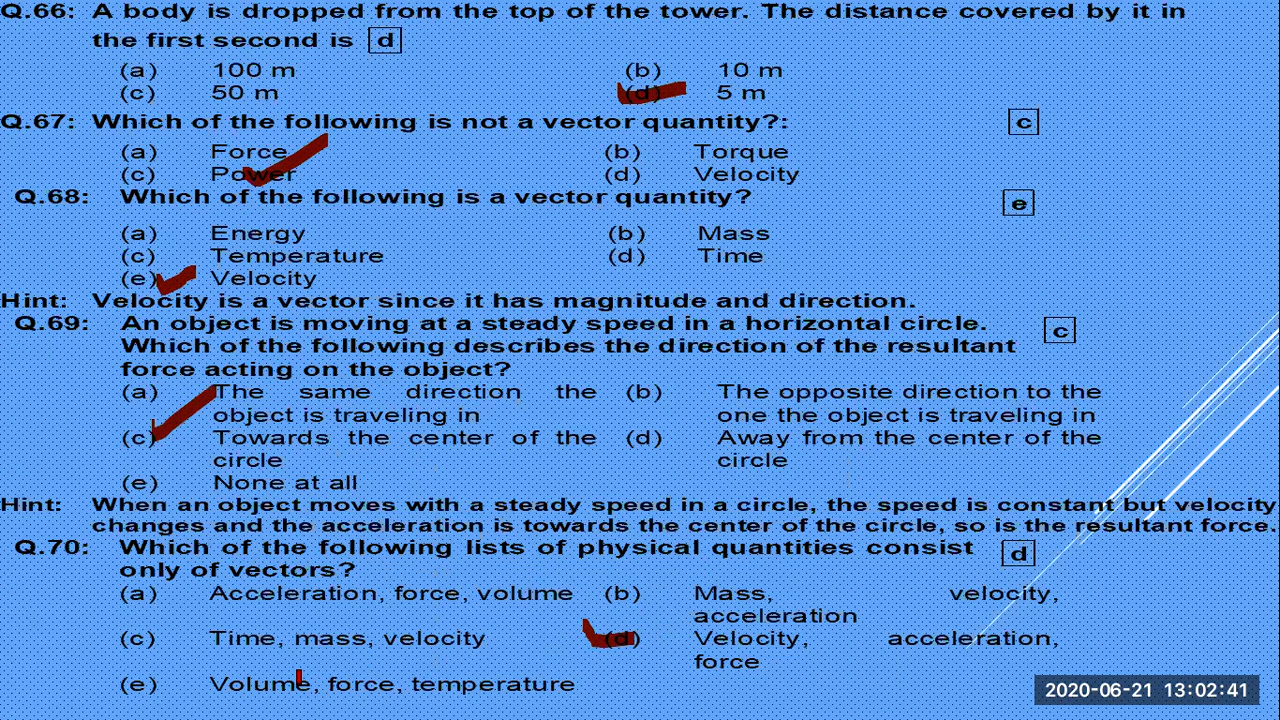 Q.66: A body is dropped from the top of the tower. The distance covered by it in
the first second is d
(a) 100 m (b) 10 m
(c) 50 m (d) 5 m
Q.67: Which of the following is not a vector quantity?: c
(a) Force (b) Torque
(c) Power (d) Velocity
Q.68: Which of the following is a vector quantity? e
(a) Energy (b) Mass
(c) Temperature (d) Time
(e) Velocity
Hint: Velocity is a vector since it has magnitude and direction.
Q.69: An object is moving at a steady speed in a horizontal circle. c
Which of the following describes the direction of the resultant
force acting on the object?
(a) The same direction the (b) The opposite direction to the
object is traveling in one the object is traveling in
(c) Towards the center of the (d) Away from the center of the
circle circle
(e) None at all
Hint: When an object moves with a steady speed in a circle, the speed is constant but velocity
changes and the acceleration is towards the center of the circle, so is the resultant force.
Q.70: Which of the following lists of physical quantities consist d
only of vectors?
(a) Acceleration, force, volume (b) Mass, velocity,
acceleration
(c) Time, mass, velocity (d) Velocity, acceleration,
force
(e) Volume, force, temperature
2020-06-21 13:02:41